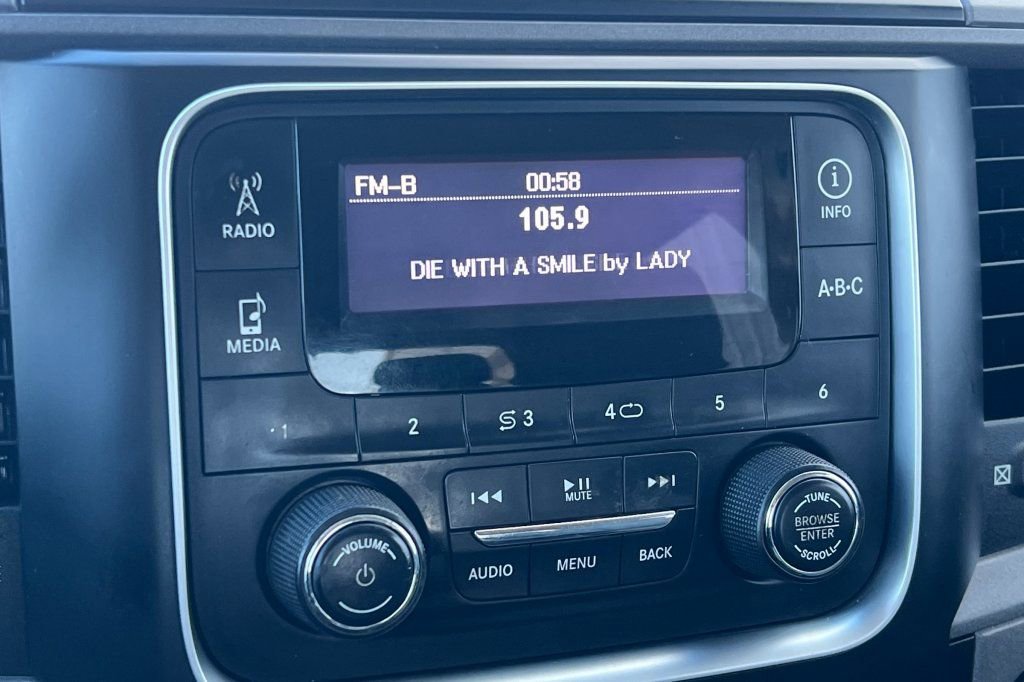 FM-B 00:58
105.9
DIE WITH A SMILE by LADY
RADIO
MEDIA
i
INFO
A·B·C
1 2 3 4 5 6
MUTE
AUDIO MENU BACK
VOLUME
TUNE
BROWSE
ENTER
SCROLL